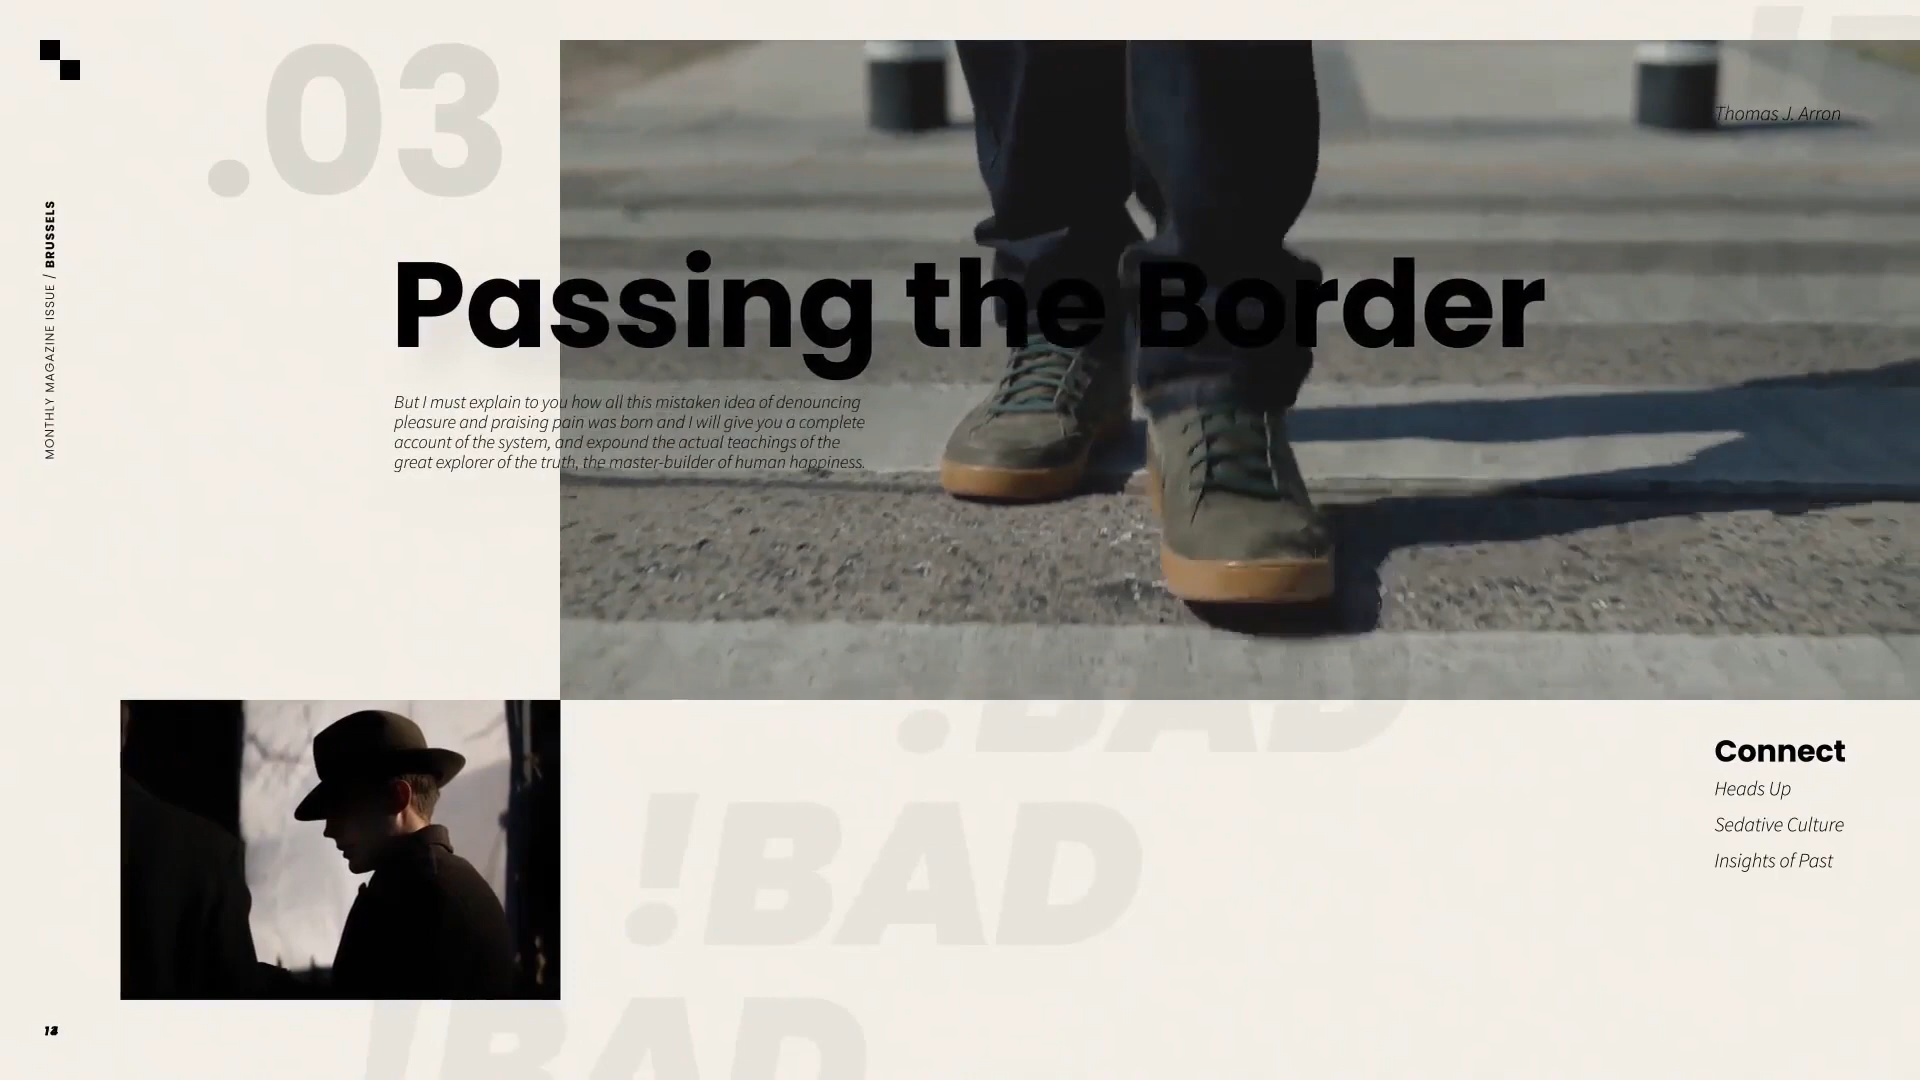 .03
Thomas J. Arron
MONTHLY MAGAZINE ISSUE / BRUSSELS
Passing the Border
But I must explain to you how all this mistaken idea of denouncing
pleasure and praising pain was born and I will give you a complete
account of the system, and expound the actual teachings of the
great explorer of the truth, the master-builder of human happiness.
!BAD
Connect
Heads Up
Sedative Culture
Insights of Past
!BAD
!BAD